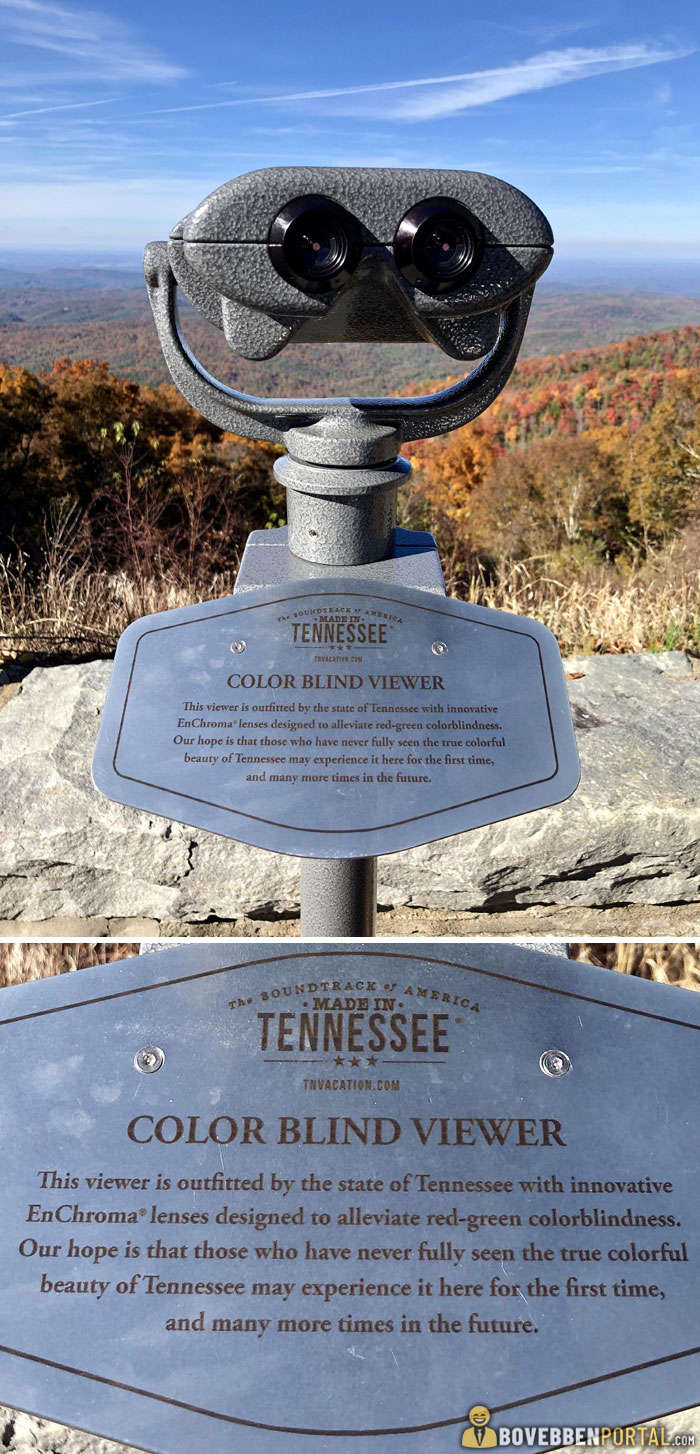 The SOUNDTRACK of AMERICA
• MADE IN •
TENNESSEE
TNVACATION.COM
COLOR BLIND VIEWER
This viewer is outfitted by the state of Tennessee with innovative
EnChroma® lenses designed to alleviate red-green colorblindness.
Our hope is that those who have never fully seen the true colorful
beauty of Tennessee may experience it here for the first time,
and many more times in the future.
The SOUNDTRACK of AMERICA
• MADE IN •
TENNESSEE®
TNVACATION.COM
COLOR BLIND VIEWER
This viewer is outfitted by the state of Tennessee with innovative
EnChroma® lenses designed to alleviate red-green colorblindness.
Our hope is that those who have never fully seen the true colorful
beauty of Tennessee may experience it here for the first time,
and many more times in the future.
BOVEBBENPORTAL.COM